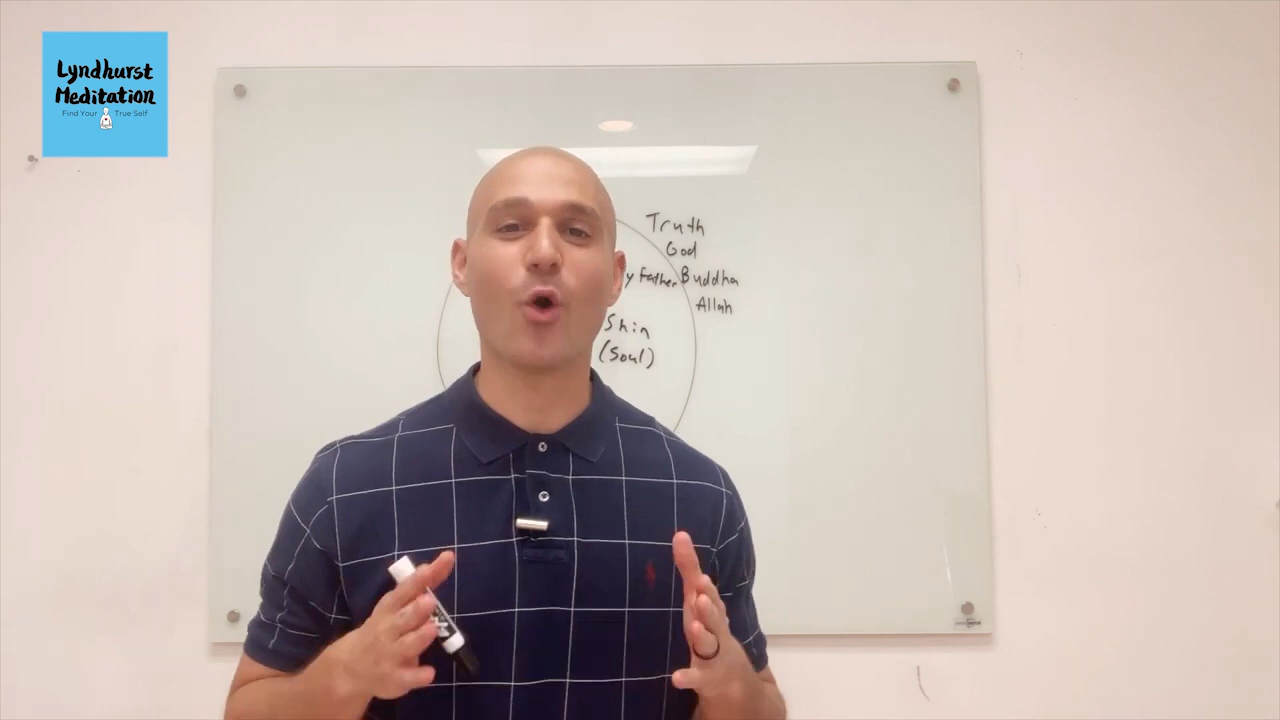 Lyndhurst
Meditation
Find Your True Self
Truth
God
y Father Buddha
Allah
Shin
(Soul)